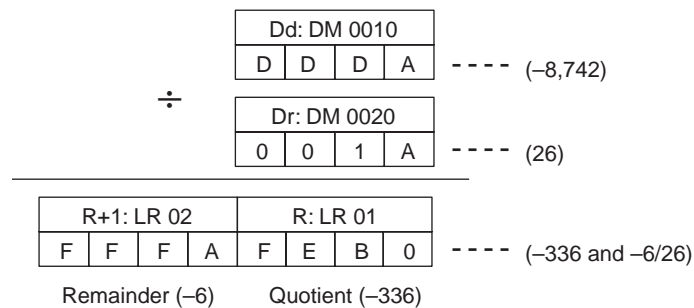 Dd: DM 0010
D D D A ---- (–8,742)
÷
Dr: DM 0020
0 0 1 A ---- (26)
R+1: LR 02 R: LR 01
F F F A F E B 0 ---- (–336 and –6/26)
Remainder (–6) Quotient (–336)